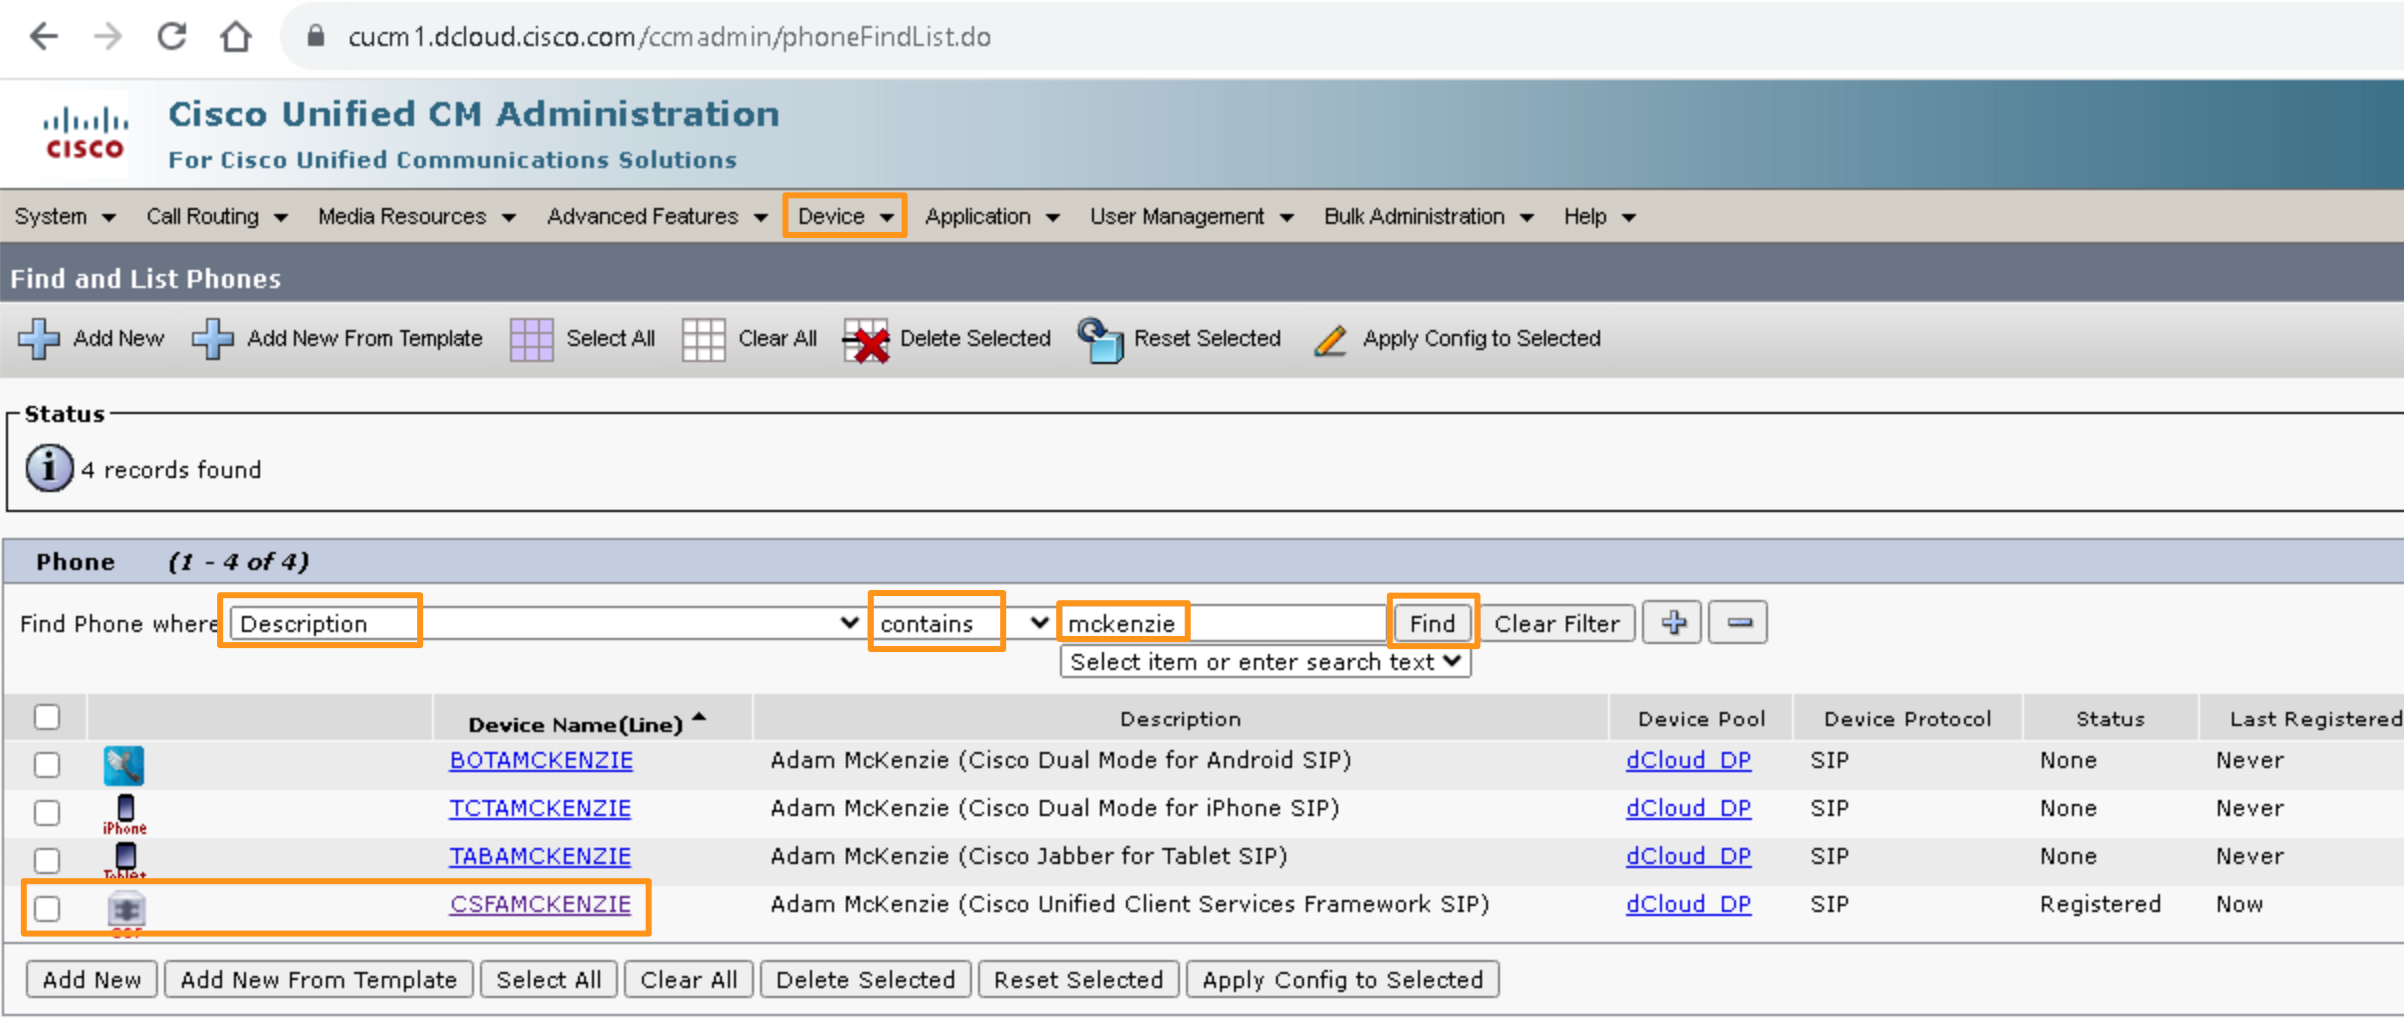 cucm1.dcloud.cisco.com/ccmadmin/phoneFindList.do
CISCO
Cisco Unified CM Administration
For Cisco Unified Communications Solutions
System Call Routing Media Resources Advanced Features Device Application User Management Bulk Administration Help
Find and List Phones
Add New Add New From Template Select All Clear All Delete Selected Reset Selected Apply Config to Selected
Status
4 records found
Phone (1 - 4 of 4)
Find Phone where Description contains mckenzie Find Clear Filter
Select item or enter search text
Device Name(Line) Description Device Pool Device Protocol Status Last Registered
BOTAMCKENZIE Adam McKenzie (Cisco Dual Mode for Android SIP) dCloud_DP SIP None Never
iPhone TCTAMCKENZIE Adam McKenzie (Cisco Dual Mode for iPhone SIP) dCloud_DP SIP None Never
Tablet TABAMCKENZIE Adam McKenzie (Cisco Jabber for Tablet SIP) dCloud_DP SIP None Never
CSF CSFAMCKENZIE Adam McKenzie (Cisco Unified Client Services Framework SIP) dCloud_DP SIP Registered Now
Add New Add New From Template Select All Clear All Delete Selected Reset Selected Apply Config to Selected